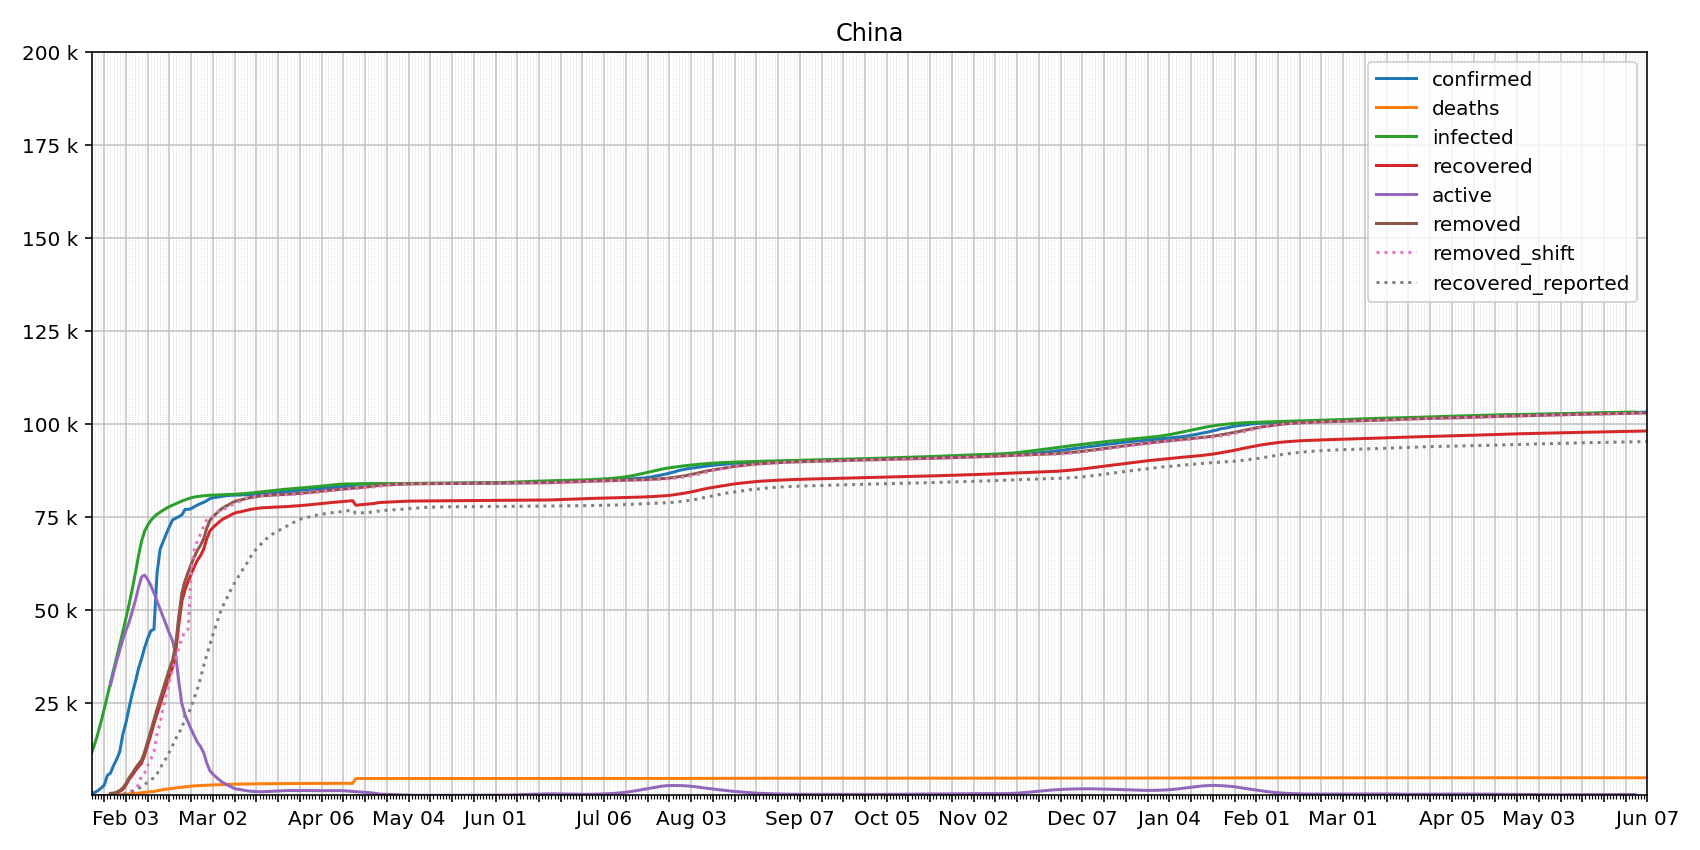 China
200 k
175 k
150 k
125 k
100 k
75 k
50 k
25 k
confirmed
deaths
infected
recovered
active
removed
removed_shift
recovered_reported
Feb 03 Mar 02 Apr 06 May 04 Jun 01 Jul 06 Aug 03 Sep 07 Oct 05 Nov 02 Dec 07 Jan 04 Feb 01 Mar 01 Apr 05 May 03 Jun 07